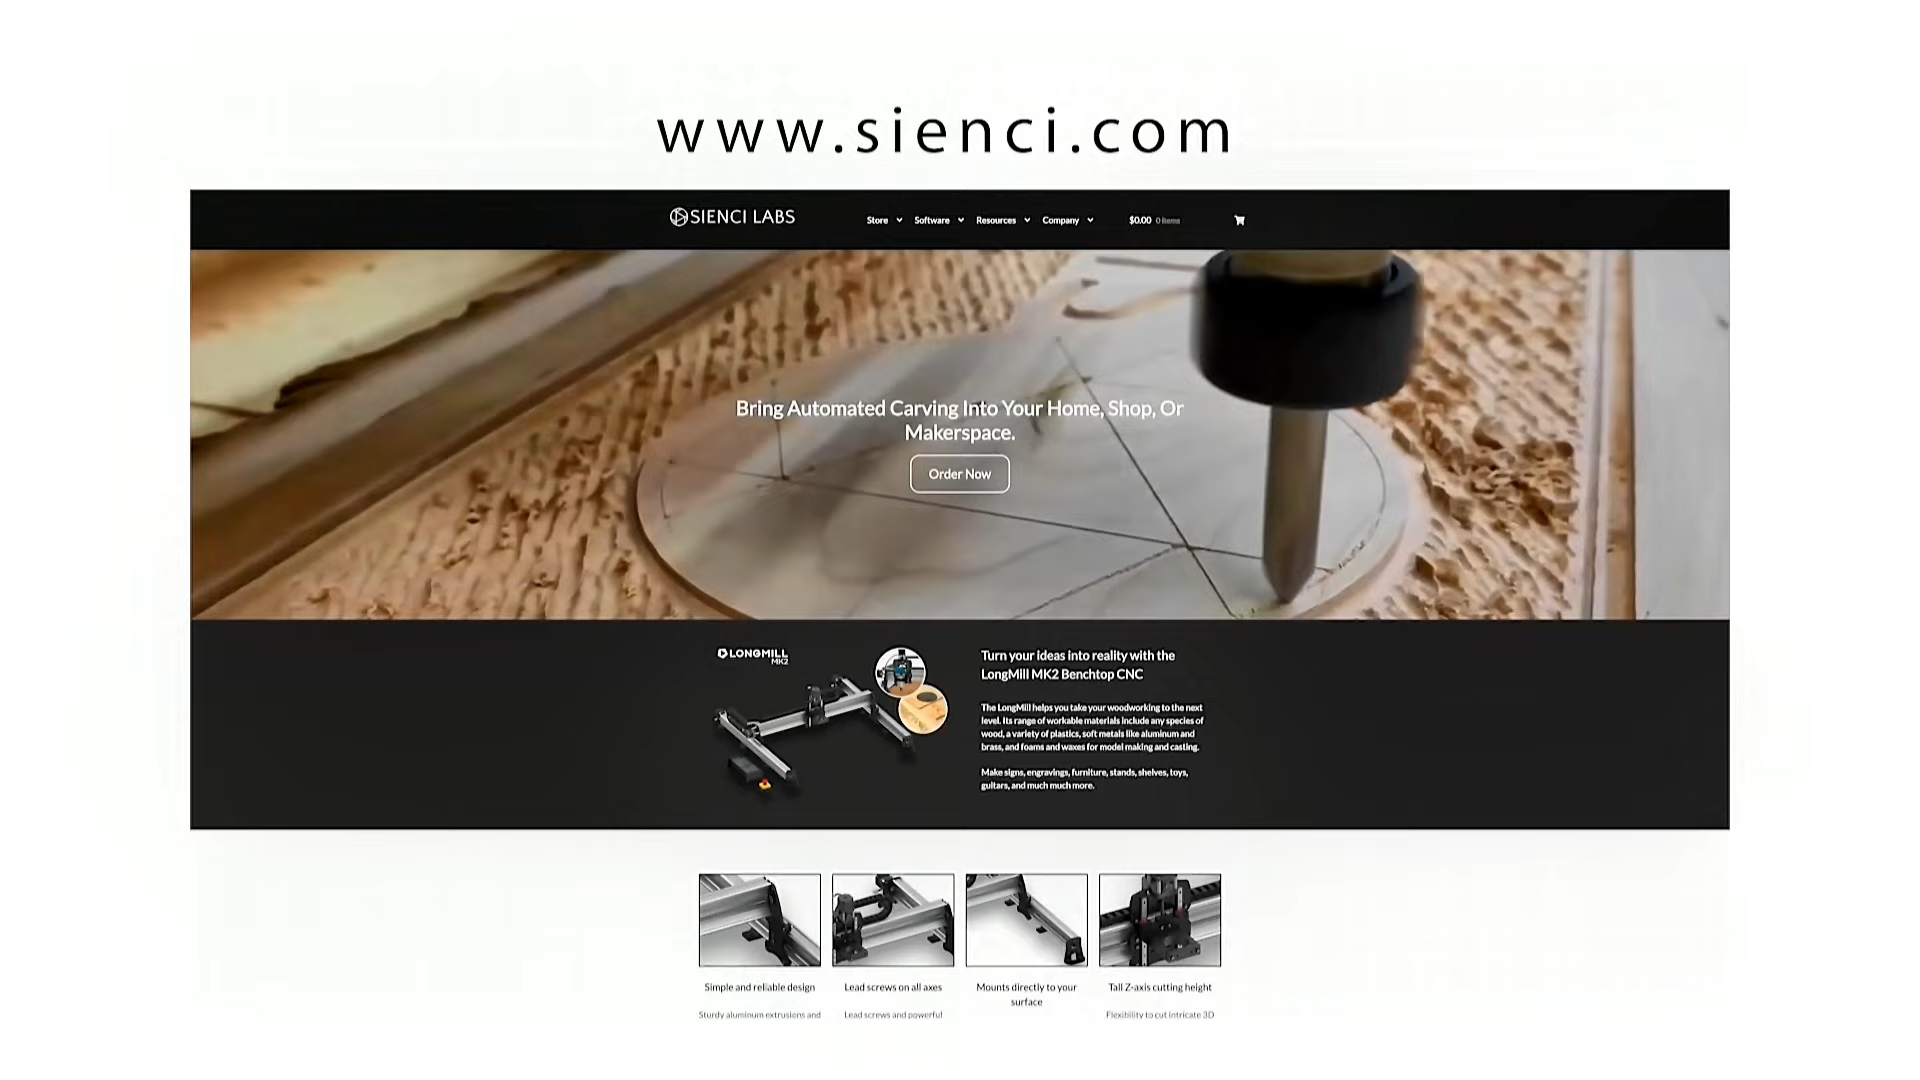 www.sienci.com
SIENCI LABS
Store Software Resources Company $0.00 0 items
Bring Automated Carving Into Your Home, Shop, Or
Makerspace.
Order Now
LONGMILL
MK2
Turn your ideas into reality with the
LongMill MK2 Benchtop CNC
The LongMill helps you take your woodworking to the next
level. Its range of workable materials include any species of
wood, a variety of plastics, soft metals like aluminum and
brass, and foams and waxes for model making and casting.
Make signs, engravings, furniture, stands, shelves, toys,
guitars, and much much more.
Simple and reliable design
Sturdy aluminum extrusions and
Lead screws on all axes
Lead screws and powerful
Mounts directly to your
surface
Tall Z-axis cutting height
Flexibility to cut intricate 3D